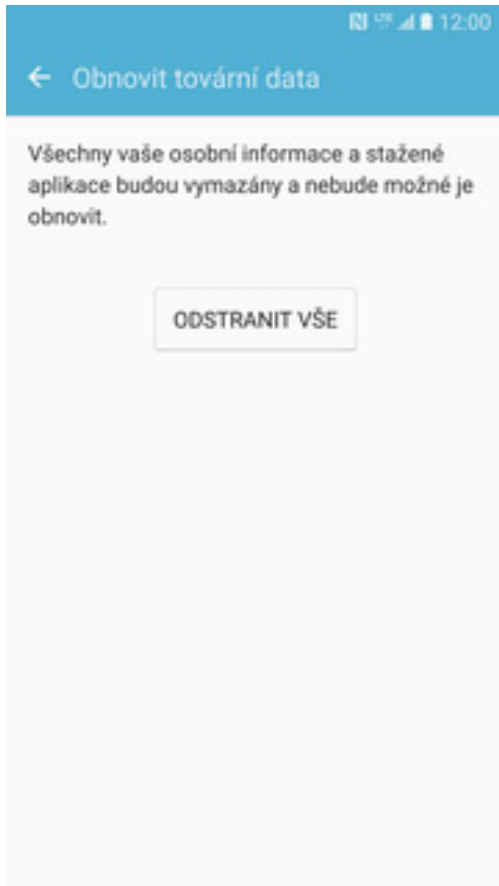 LTE 12:00
Obnovit tovární data
Všechny vaše osobní informace a stažené
aplikace budou vymazány a nebude možné je
obnovit.
ODSTRANIT VŠE